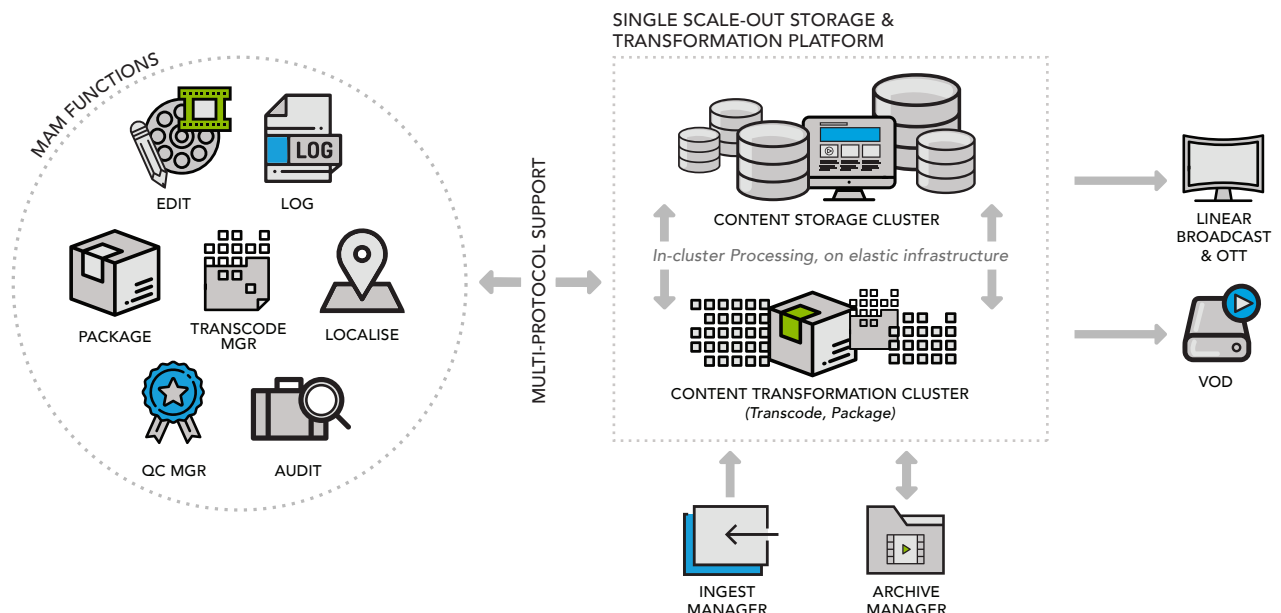 SINGLE SCALE-OUT STORAGE &
TRANSFORMATION PLATFORM
MAM FUNCTIONS
EDIT
LOG
LOG
PACKAGE
TRANSCODE
MGR
LOCALISE
QC MGR
AUDIT
MULTI-PROTOCOL SUPPORT
CONTENT STORAGE CLUSTER
In-cluster Processing, on elastic infrastructure
CONTENT TRANSFORMATION CLUSTER
(Transcode, Package)
LINEAR
BROADCAST
& OTT
VOD
INGEST
MANAGER
ARCHIVE
MANAGER